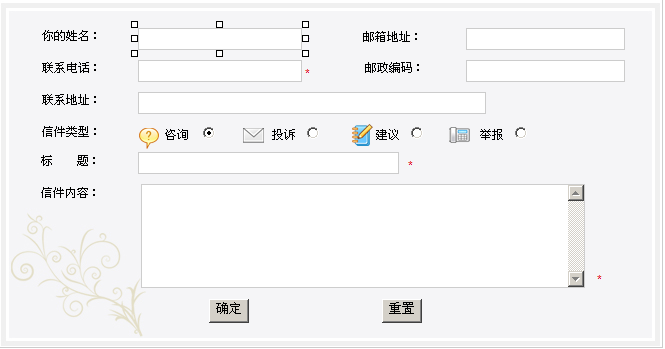 你的姓名： 邮箱地址：
联系电话： * 邮政编码：
联系地址：
信件类型： ? 咨询 投诉 建议 举报
标 题： *
信件内容：
*
确定 重置